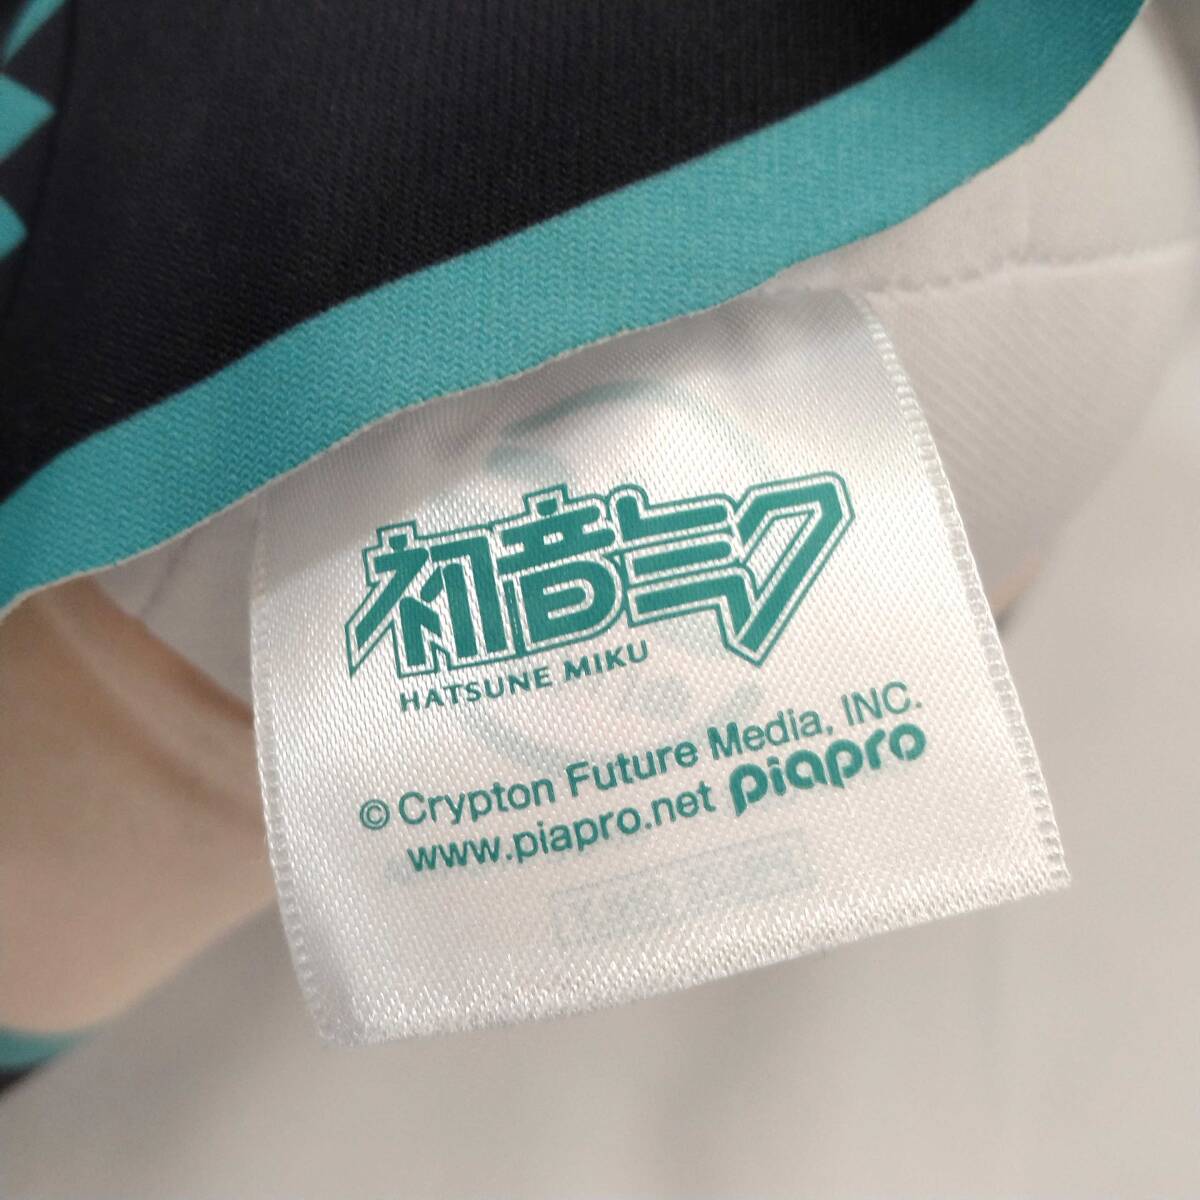 初音ミク
HATSUNE MIKU
© Crypton Future Media, INC.
www.piapro.net piapro